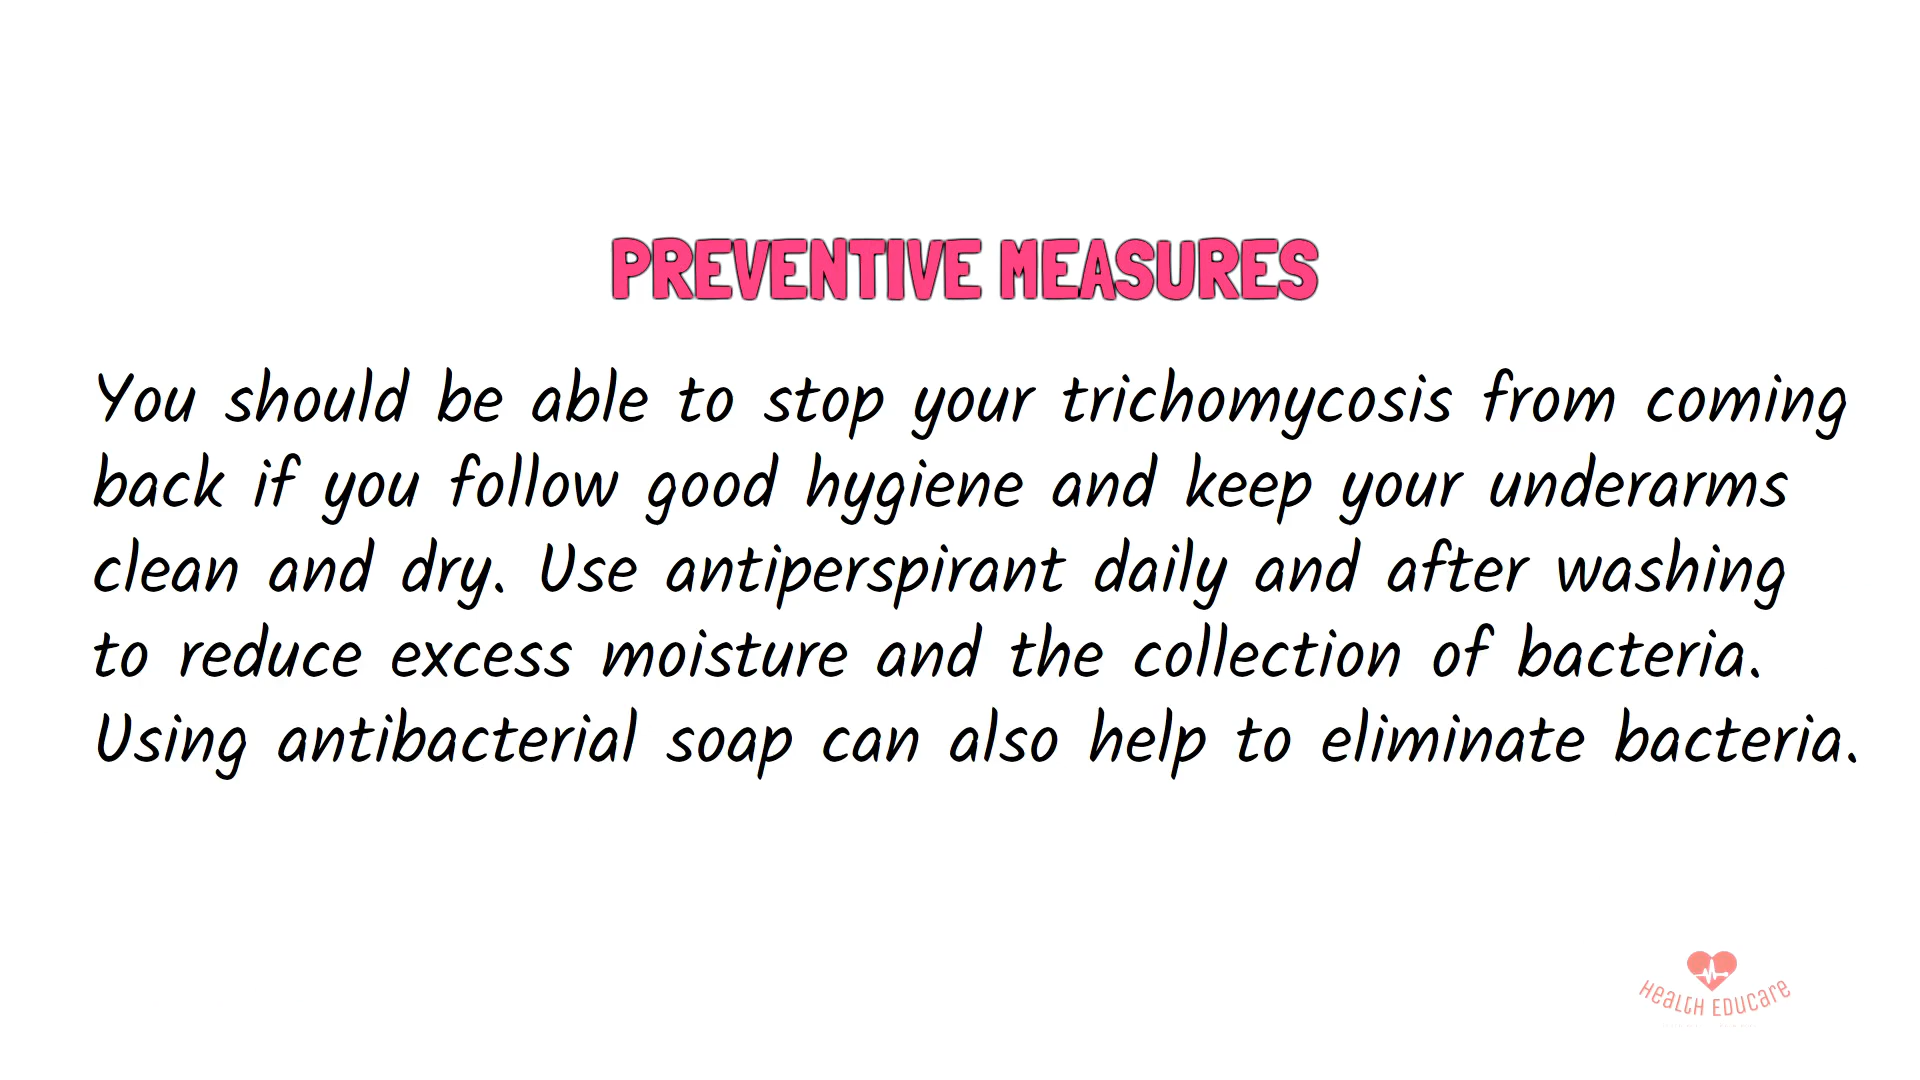 PREVENTIVE MEASURES
You should be able to stop your trichomycosis from coming
back if you follow good hygiene and keep your underarms
clean and dry. Use antiperspirant daily and after washing
to reduce excess moisture and the collection of bacteria.
Using antibacterial soap can also help to eliminate bacteria.
HEALTH EDUCARE